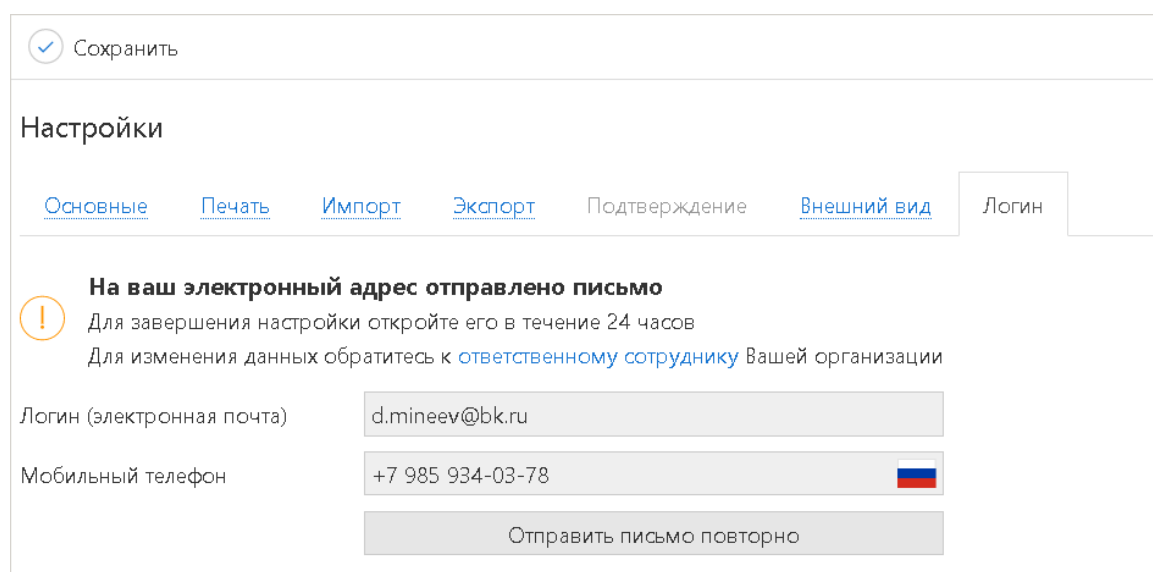 Сохранить
Настройки
Основные Печать Импорт Экспорт Подтверждение Внешний вид Логин
На ваш электронный адрес отправлено письмо
Для завершения настройки откройте его в течение 24 часов
Для изменения данных обратитесь к ответственному сотруднику Вашей организации
Логин (электронная почта) d.mineev@bk.ru
Мобильный телефон +7 985 934-03-78
Отправить письмо повторно